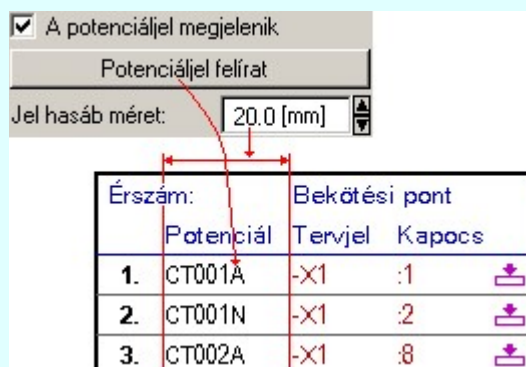 A potenciáljel megjelenik
Potenciáljel felírat
Jel hasáb méret: 20.0 [mm]
Érszám: Bekötési pont
Potenciál Tervjel Kapocs
1. CT001A -X1 :1
2. CT001N -X1 :2
3. CT002A -X1 :8